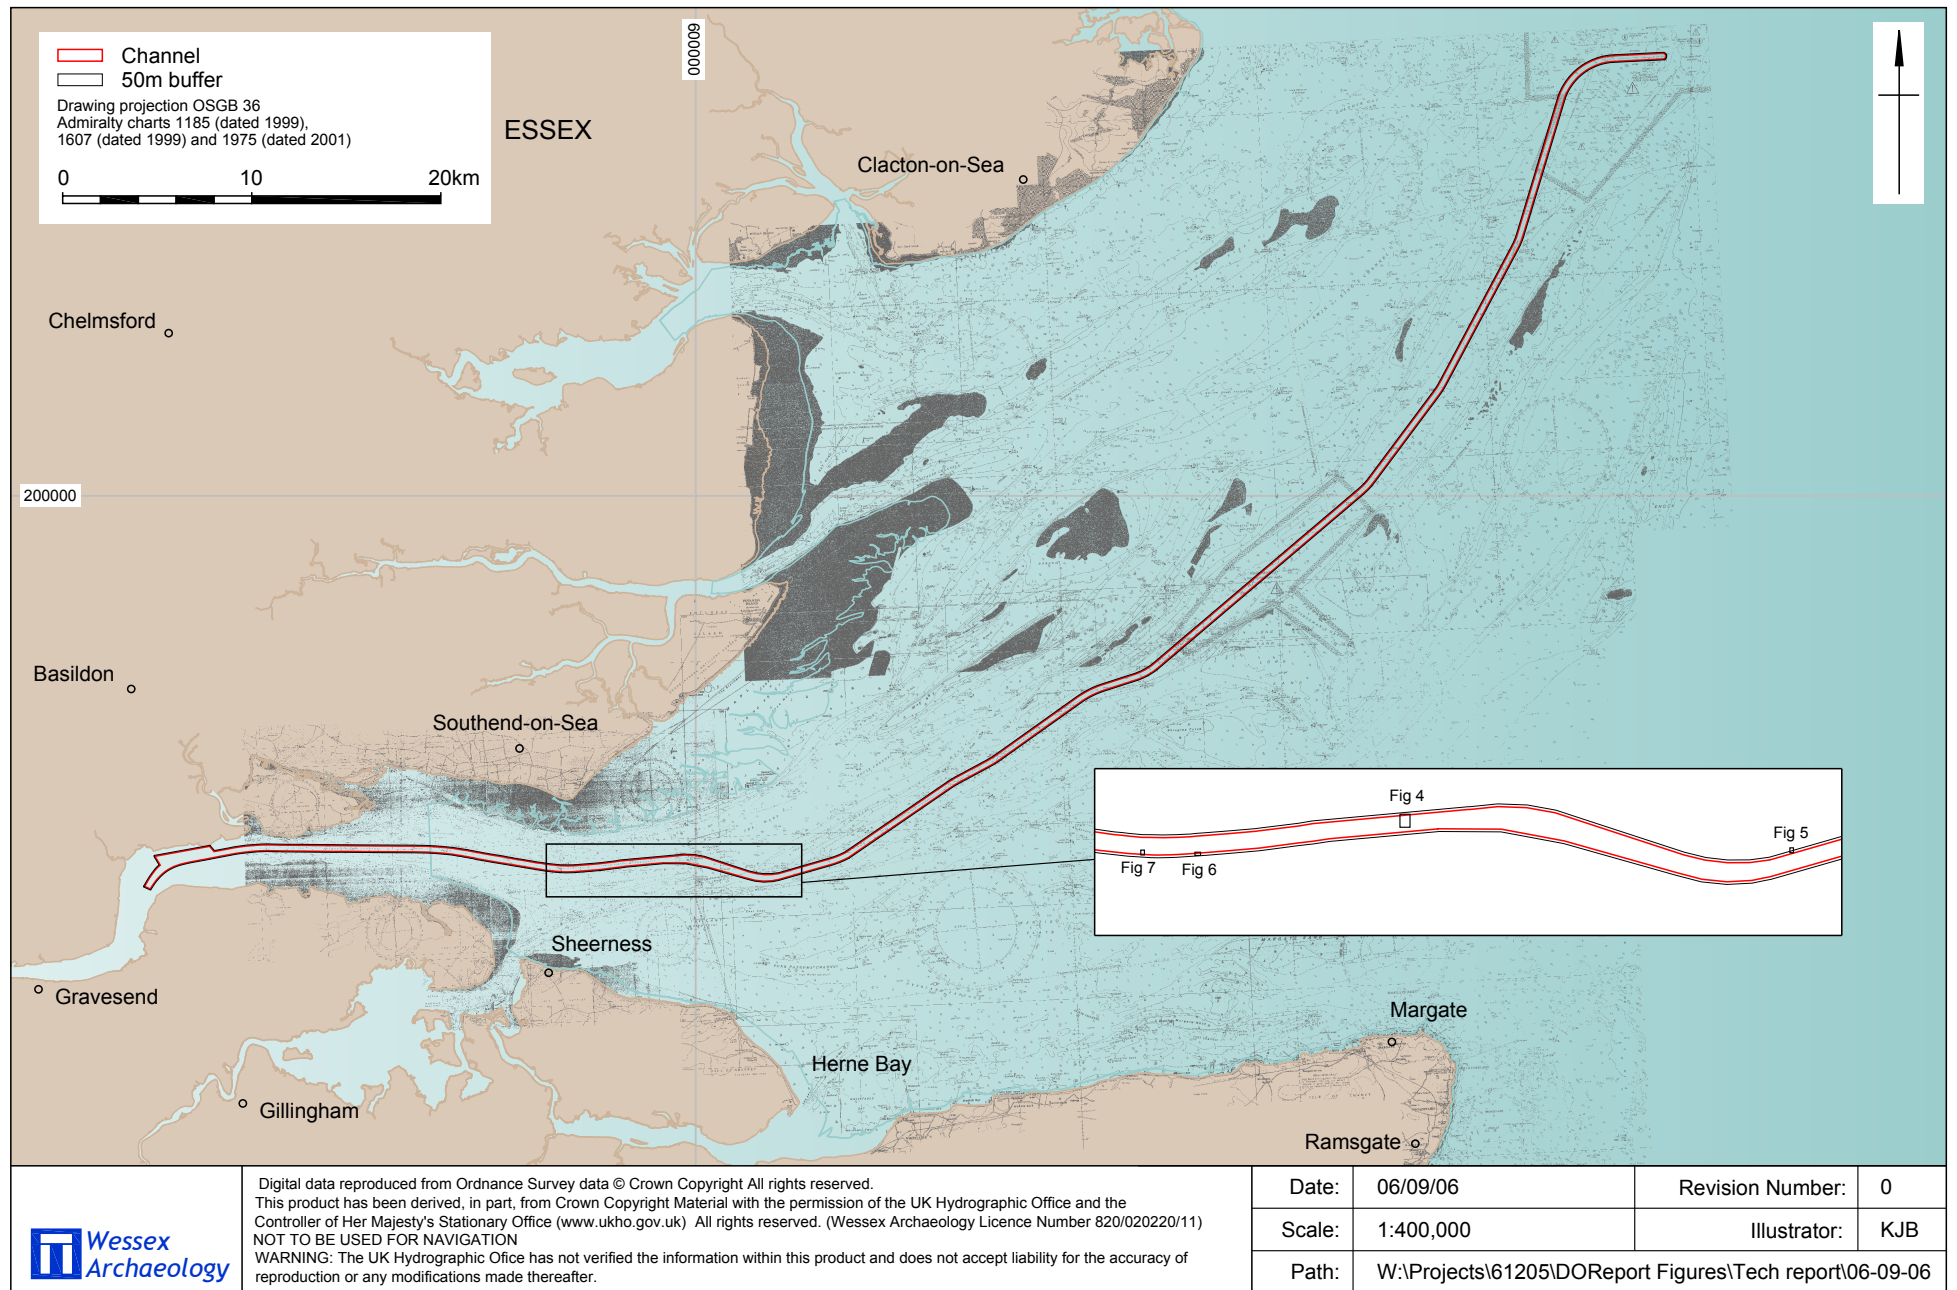 Channel
50m buffer
Drawing projection OSGB 36
Admiralty charts 1185 (dated 1999),
1607 (dated 1999) and 1975 (dated 2001)
0 10 20km
600000
ESSEX
Clacton-on-Sea
Chelmsford
200000
Basildon
Southend-on-Sea
Fig 4
Fig 5
Fig 7
Fig 6
Sheerness
Gravesend
Margate
Herne Bay
Gillingham
Ramsgate
Wessex
Archaeology
Digital data reproduced from Ordnance Survey data © Crown Copyright All rights reserved.
This product has been derived, in part, from Crown Copyright Material with the permission of the UK Hydrographic Office and the
Controller of Her Majesty's Stationary Office (www.ukho.gov.uk) All rights reserved. (Wessex Archaeology Licence Number 820/020220/11)
NOT TO BE USED FOR NAVIGATION
WARNING: The UK Hydrographic Ofice has not verified the information within this product and does not accept liability for the accuracy of
reproduction or any modifications made thereafter.
Date: 06/09/06 Revision Number: 0
Scale: 1:400,000 Illustrator: KJB
Path: W:\Projects\61205\DOReport Figures\Tech report\06-09-06